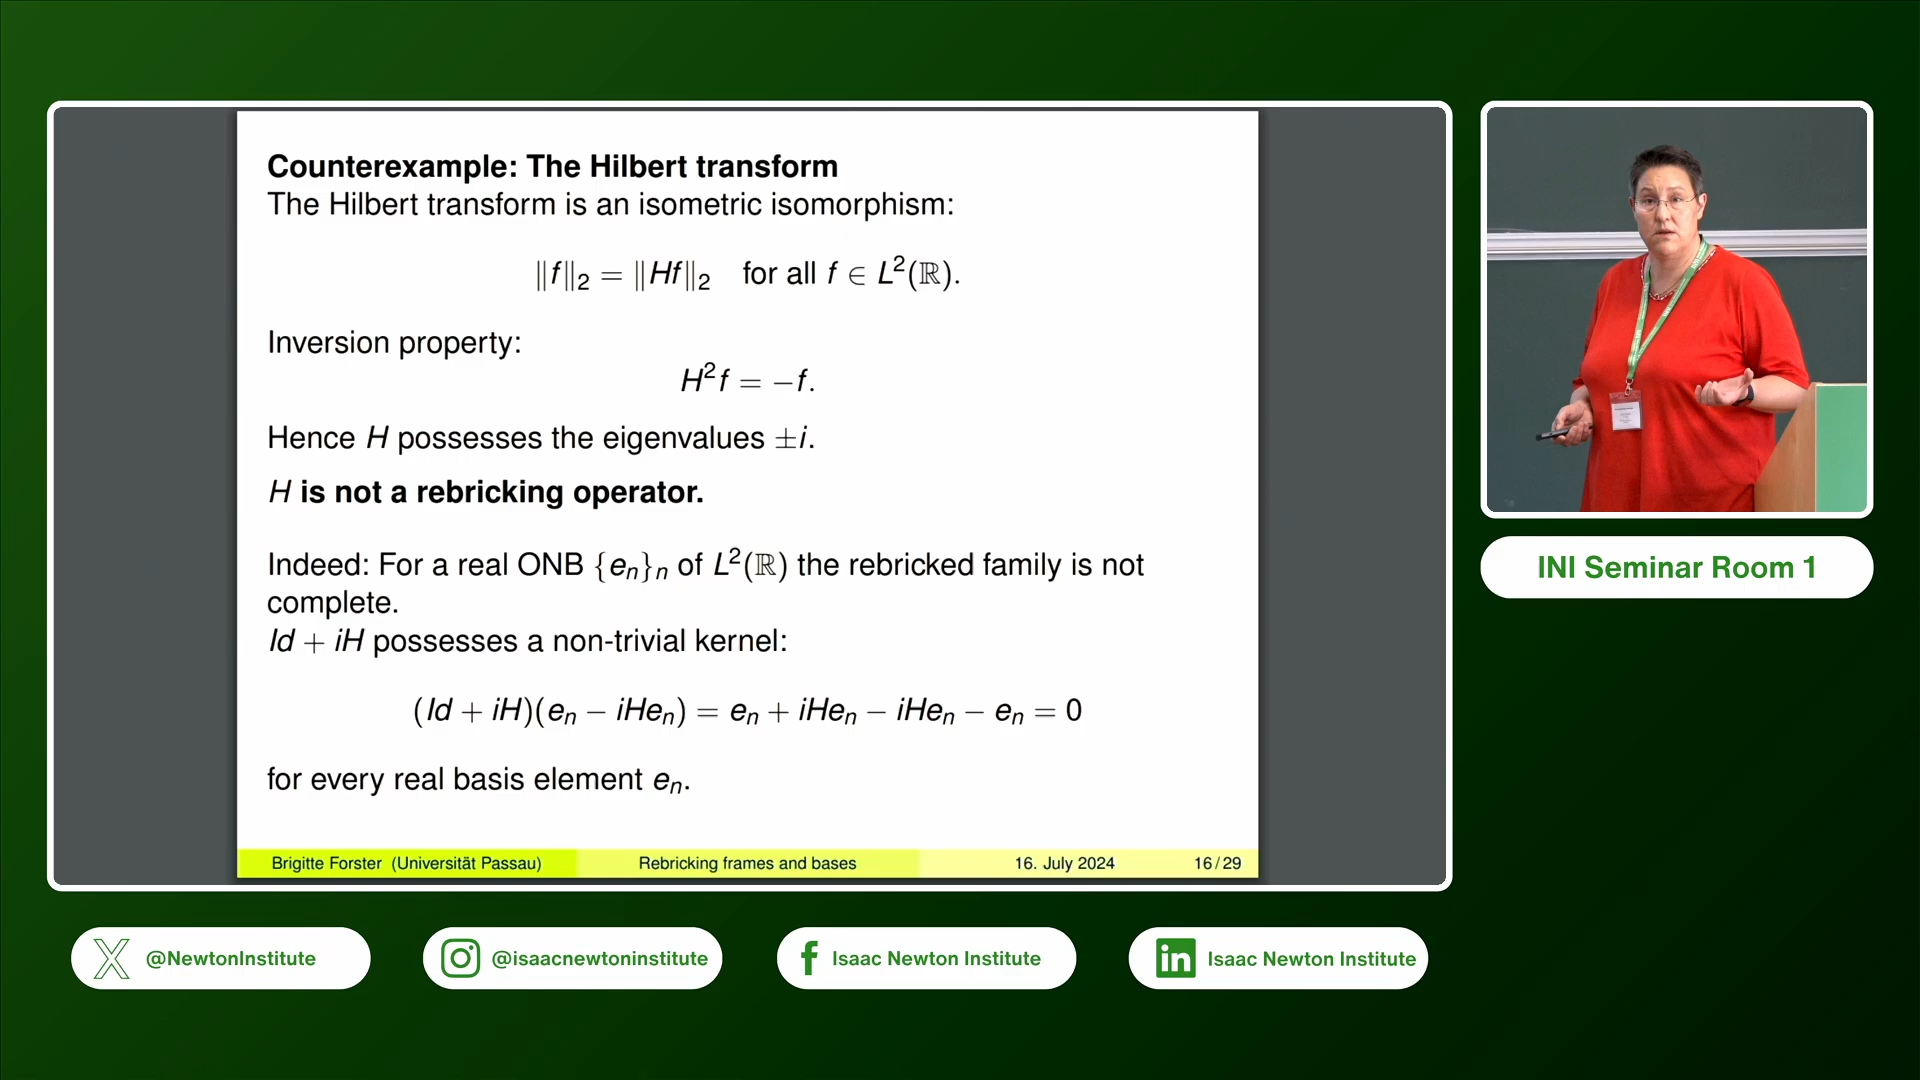 Counterexample: The Hilbert transform
The Hilbert transform is an isometric isomorphism:
‖f‖₂ = ‖Hf‖₂ for all f ∈ L²(ℝ).
Inversion property:
H²f = −f.
Hence H possesses the eigenvalues ±i.
H is not a rebricking operator.
Indeed: For a real ONB {eₙ}ₙ of L²(ℝ) the rebricked family is not
complete.
Id + iH possesses a non-trivial kernel:
(Id + iH)(eₙ − iHeₙ) = eₙ + iHeₙ − iHeₙ − eₙ = 0
for every real basis element eₙ.
Brigitte Forster (Universität Passau) Rebricking frames and bases 16. July 2024 16/29
INI Seminar Room 1
@NewtonInstitute
@isaacnewtoninstitute
Isaac Newton Institute
Isaac Newton Institute